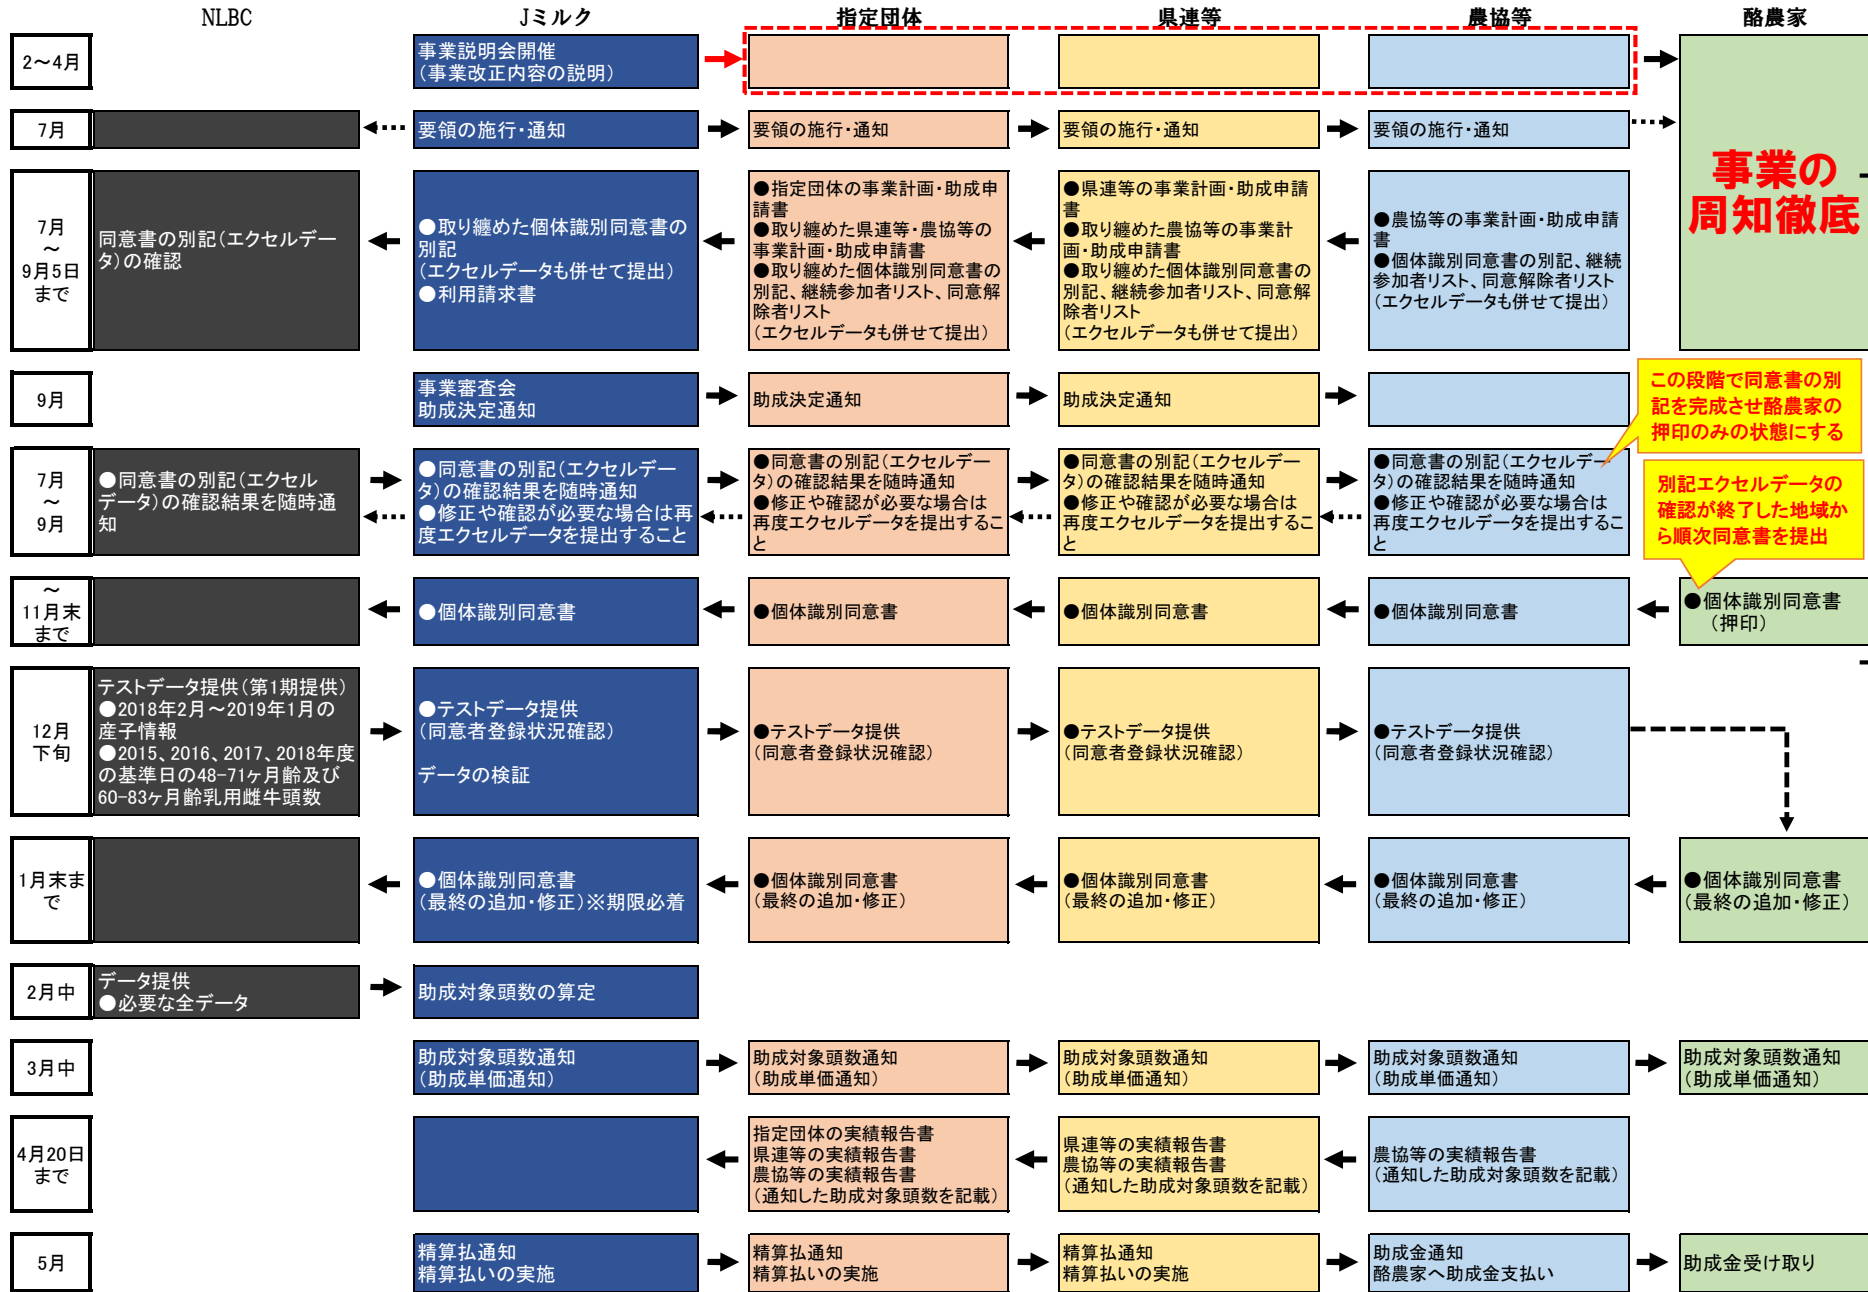 NLBC
Jミルク
指定団体
県連等
農協等
酪農家
2～4月
事業説明会開催
(事業改正内容の説明)
7月
要領の施行・通知
要領の施行・通知
要領の施行・通知
要領の施行・通知
事業の
周知徹底
7月
～
9月5日
まで
同意書の別記(エクセルデー
タ)の確認
●取り纏めた個体識別同意書の
別記
(エクセルデータも併せて提出)
●利用請求書
●指定団体の事業計画・助成申
請書
●取り纏めた県連等・農協等の
事業計画・助成申請書
●取り纏めた個体識別同意書の
別記、継続参加者リスト、同意解
除者リスト
(エクセルデータも併せて提出)
●県連等の事業計画・助成申請
書
●取り纏めた農協等の事業計
画・助成申請書
●取り纏めた個体識別同意書の
別記、継続参加者リスト、同意解
除者リスト
(エクセルデータも併せて提出)
●農協等の事業計画・助成申請
書
●個体識別同意書の別記、継続
参加者リスト、同意解除者リスト
(エクセルデータも併せて提出)
9月
事業審査会
助成決定通知
助成決定通知
助成決定通知
この段階で同意書の別
記を完成させ酪農家の
押印のみの状態にする
7月
～
9月
●同意書の別記(エクセル
データ)の確認結果を随時通
知
●同意書の別記(エクセルデー
タ)の確認結果を随時通知
●修正や確認が必要な場合は再
度エクセルデータを提出すること
●同意書の別記(エクセルデー
タ)の確認結果を随時通知
●修正や確認が必要な場合は
再度エクセルデータを提出するこ
と
●同意書の別記(エクセルデー
タ)の確認結果を随時通知
●修正や確認が必要な場合は
再度エクセルデータを提出するこ
と
●同意書の別記(エクセルデー
タ)の確認結果を随時通知
●修正や確認が必要な場合は
再度エクセルデータを提出するこ
と
別記エクセルデータの
確認が終了した地域か
ら順次同意書を提出
～
11月末
まで
●個体識別同意書
●個体識別同意書
●個体識別同意書
●個体識別同意書
●個体識別同意書
(押印)
12月
下旬
テストデータ提供(第1期提供)
●2018年2月～2019年1月の
産子情報
●2015、2016、2017、2018年度
の基準日の48-71ヶ月齢及び
60-83ヶ月齢乳用雌牛頭数
●テストデータ提供
(同意者登録状況確認)
データの検証
●テストデータ提供
(同意者登録状況確認)
●テストデータ提供
(同意者登録状況確認)
●テストデータ提供
(同意者登録状況確認)
1月末ま
で
●個体識別同意書
(最終の追加・修正)※期限必着
●個体識別同意書
(最終の追加・修正)
●個体識別同意書
(最終の追加・修正)
●個体識別同意書
(最終の追加・修正)
●個体識別同意書
(最終の追加・修正)
2月中
データ提供
●必要な全データ
助成対象頭数の算定
3月中
助成対象頭数通知
(助成単価通知)
助成対象頭数通知
(助成単価通知)
助成対象頭数通知
(助成単価通知)
助成対象頭数通知
(助成単価通知)
助成対象頭数通知
(助成単価通知)
4月20日
まで
指定団体の実績報告書
県連等の実績報告書
農協等の実績報告書
(通知した助成対象頭数を記載)
県連等の実績報告書
農協等の実績報告書
(通知した助成対象頭数を記載)
農協等の実績報告書
(通知した助成対象頭数を記載)
5月
精算払通知
精算払いの実施
精算払通知
精算払いの実施
精算払通知
精算払いの実施
助成金通知
酪農家へ助成金支払い
助成金受け取り